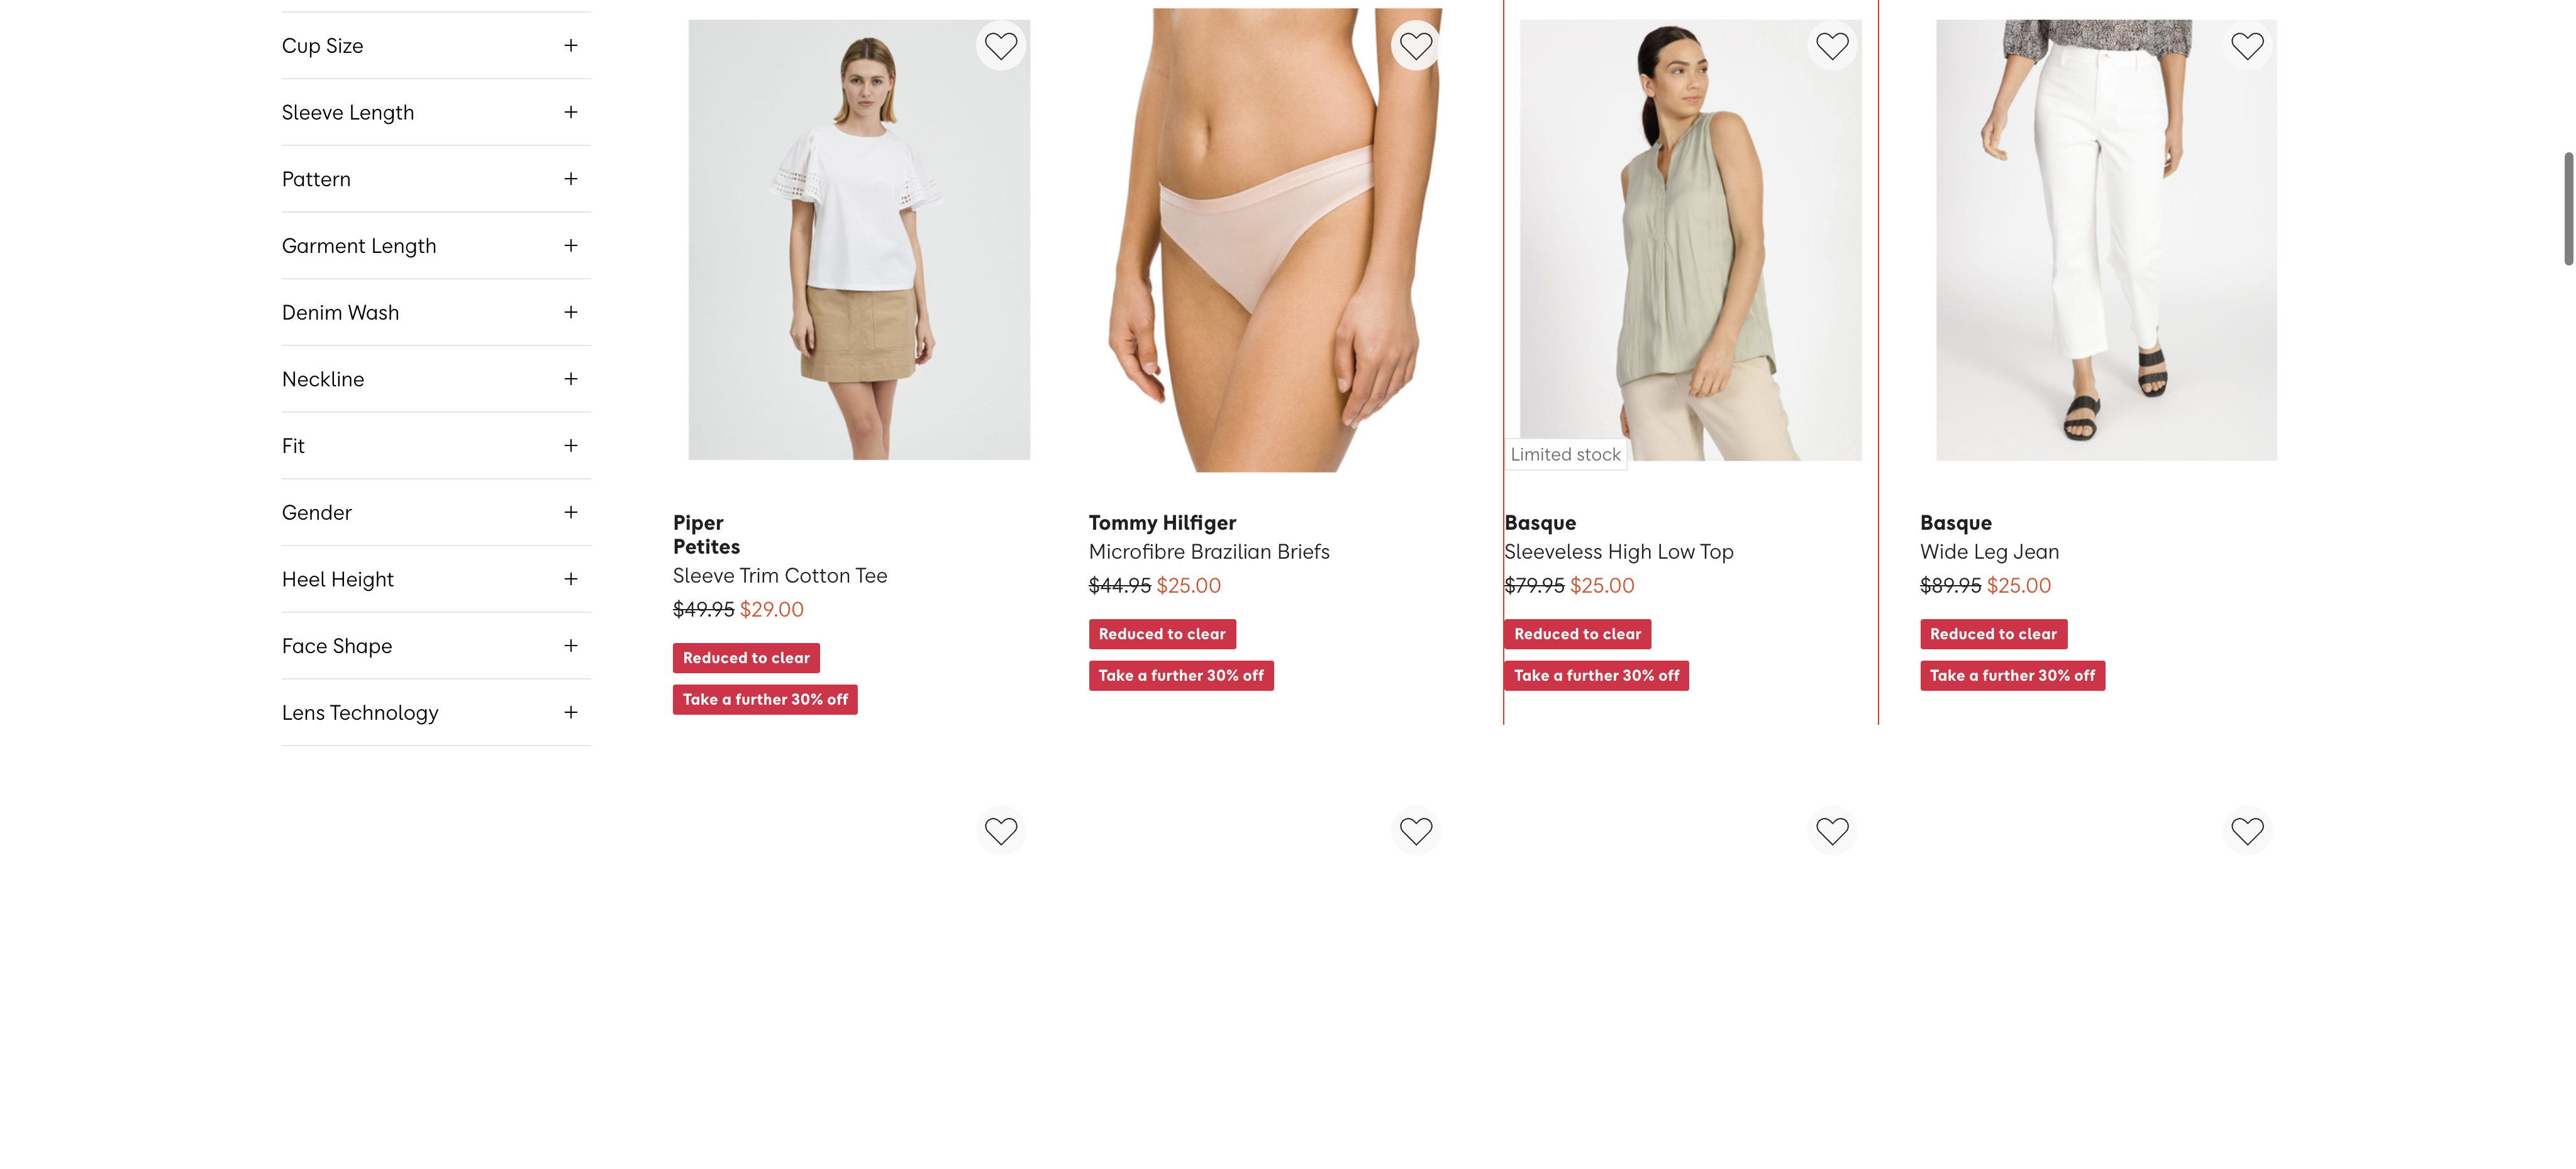 Cup Size
Sleeve Length
Pattern
Garment Length
Denim Wash
Neckline
Fit
Gender
Heel Height
Face Shape
Lens Technology
Piper
Petites
Sleeve Trim Cotton Tee
$49.95 $29.00
Reduced to clear
Take a further 30% off
Tommy Hilfiger
Microfibre Brazilian Briefs
$44.95 $25.00
Reduced to clear
Take a further 30% off
Limited stock
Basque
Sleeveless High Low Top
$79.95 $25.00
Reduced to clear
Take a further 30% off
Basque
Wide Leg Jean
$89.95 $25.00
Reduced to clear
Take a further 30% off